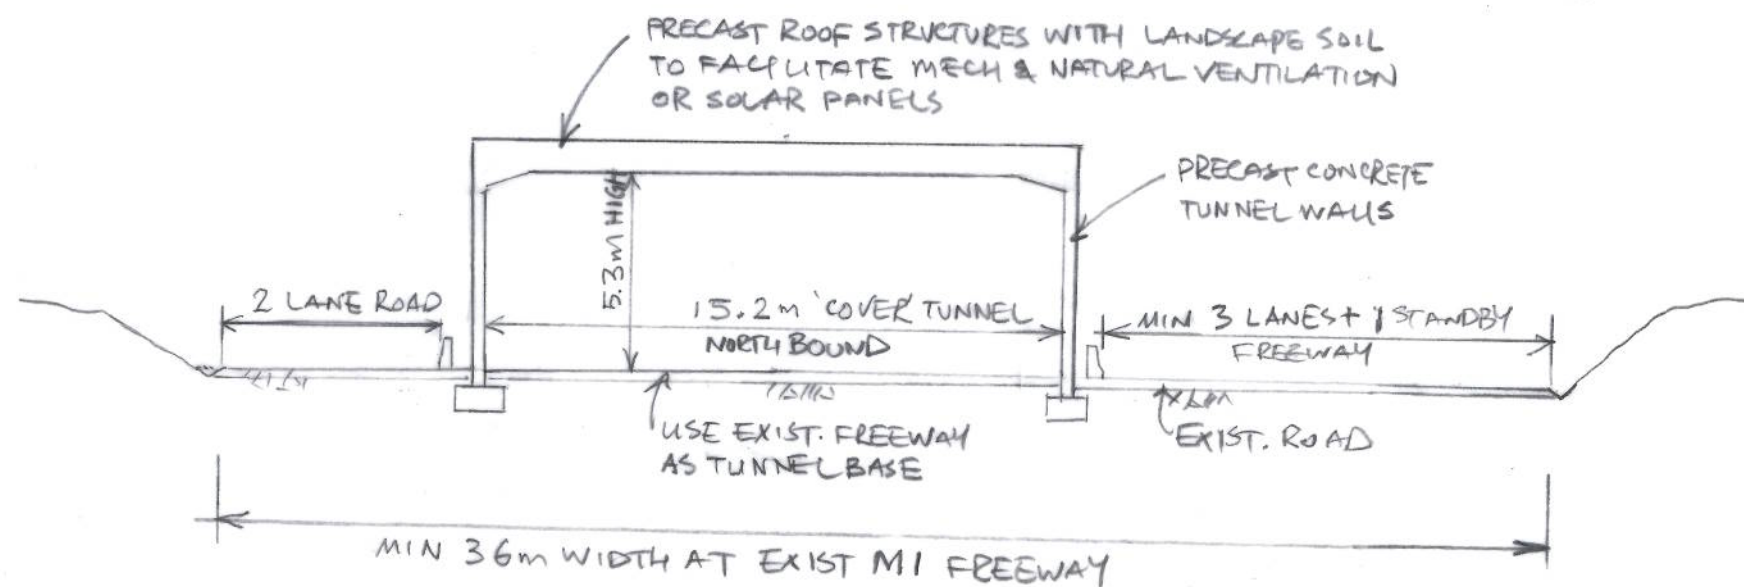 PRECAST ROOF STRUCTURES WITH LANDSCAPE SOIL
TO FACILITATE MECH & NATURAL VENTILATION
OR SOLAR PANELS
PRECAST CONCRETE
TUNNEL WALLS
5.3m HIGH
2 LANE ROAD
15.2m 'COVER' TUNNEL
NORTH BOUND
MIN 3 LANES + 1 STANDBY
FREEWAY
USE EXIST. FREEWAY
AS TUNNEL BASE
EXIST. ROAD
MIN 36m WIDTH AT EXIST M1 FREEWAY